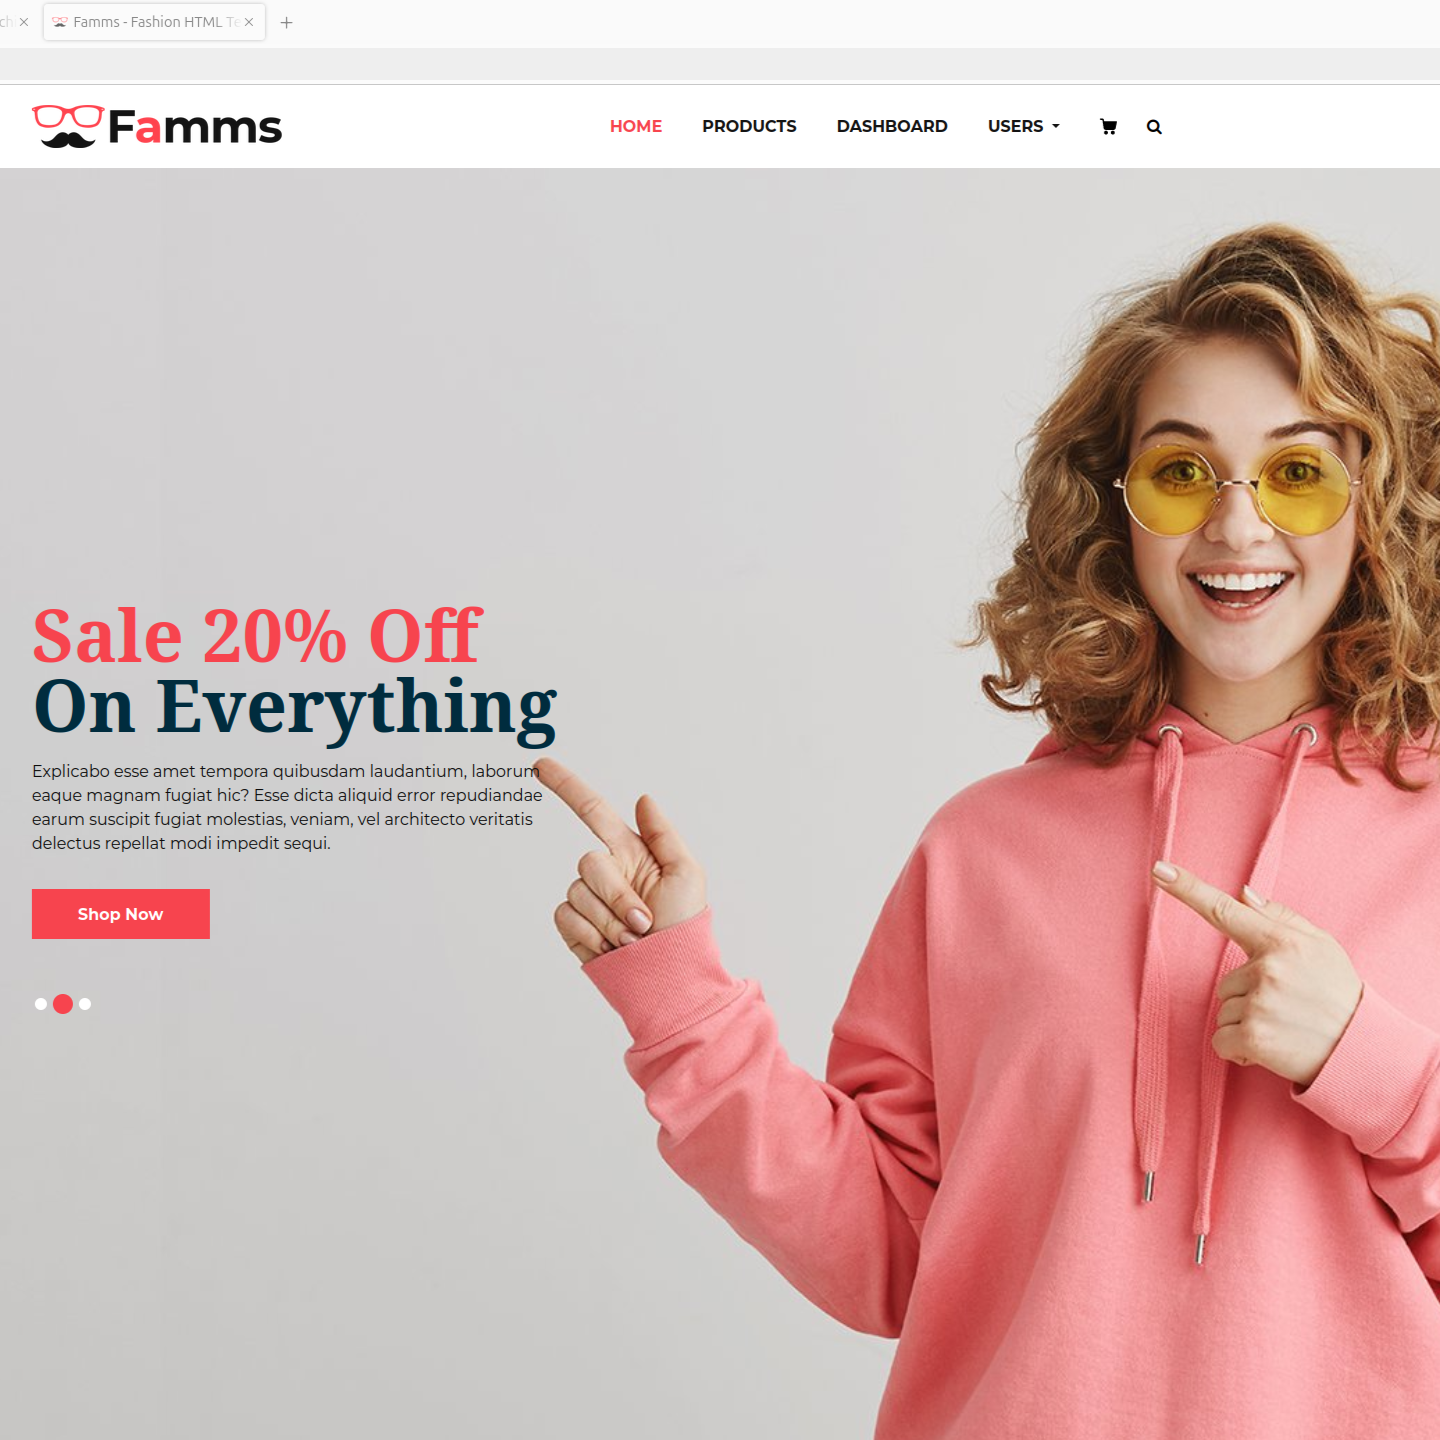 Famms - Fashion HTML Te
Famms
HOME PRODUCTS DASHBOARD USERS
Sale 20% Off
On Everything
Explicabo esse amet tempora quibusdam laudantium, laborum
eaque magnam fugiat hic? Esse dicta aliquid error repudiandae
earum suscipit fugiat molestias, veniam, vel architecto veritatis
delectus repellat modi impedit sequi.
Shop Now